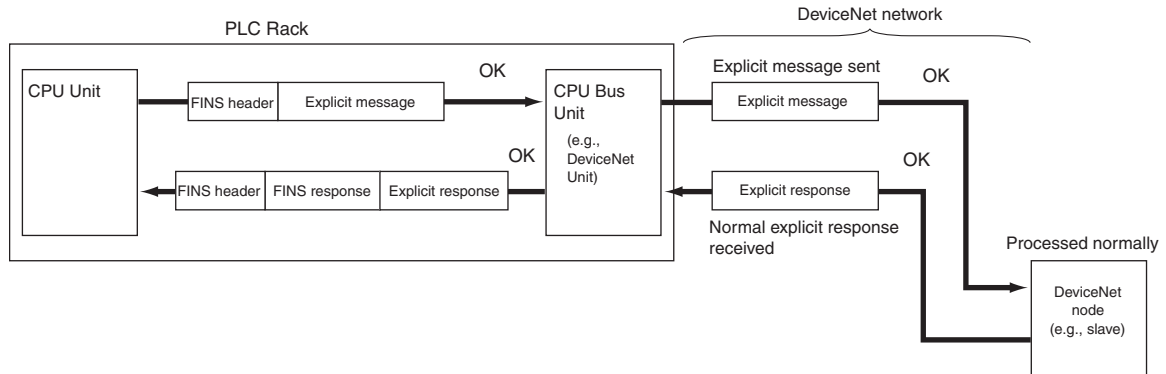 DeviceNet network
PLC Rack
CPU Unit
FINS header
Explicit message
OK
CPU Bus
Unit
(e.g.,
DeviceNet
Unit)
Explicit message sent
Explicit message
OK
FINS header
FINS response
Explicit response
OK
Explicit response
OK
Normal explicit response
received
Processed normally
DeviceNet
node
(e.g., slave)